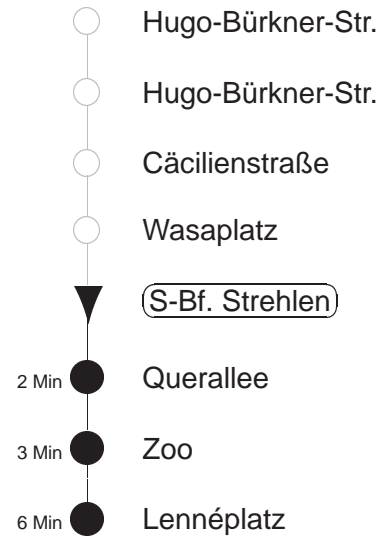 Hugo-Bürkner-Str.
Hugo-Bürkner-Str.
Cäcilienstraße
Wasaplatz
S-Bf. Strehlen
2 Min Querallee
3 Min Zoo
6 Min Lennéplatz